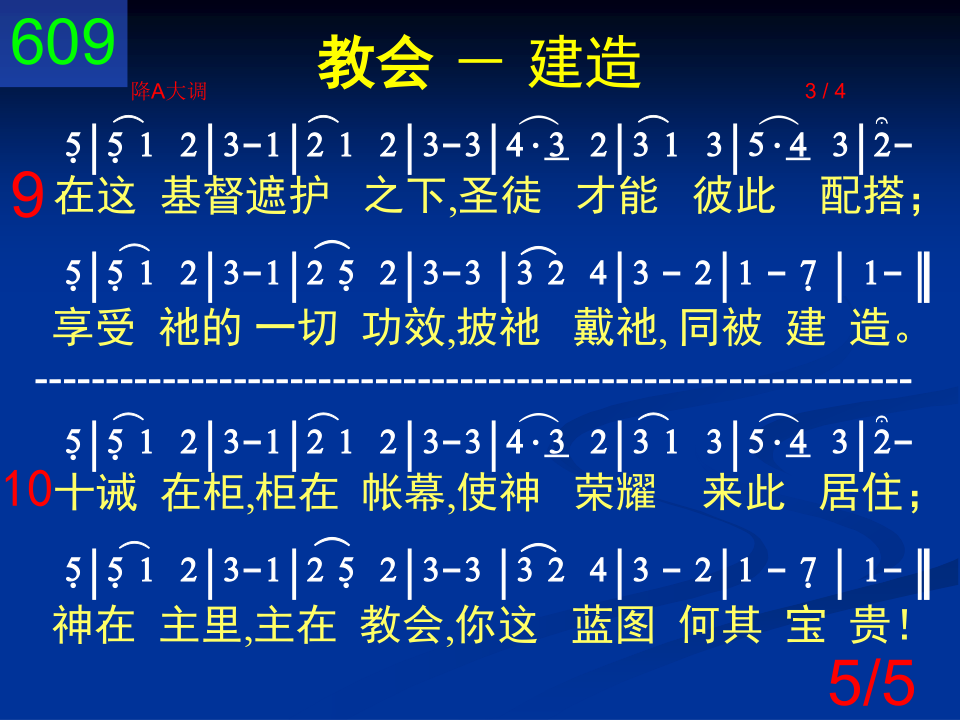 609
教会 － 建造
降A大调 3 / 4
5̣|5̣ 1 2|3-1|2 1 2|3-3|4·3 2|3 1 3|5·4 3|2-
9 在这 基督遮护 之下,圣徒 才能 彼此 配搭；
5̣|5̣ 1 2|3-1|2 5̣ 2|3-3|3 2 4|3-2|1-7̣|1-‖
享受 祂的 一切 功效,披祂 戴祂, 同被 建 造。
--------------------------------------------------------------
5̣|5̣ 1 2|3-1|2 1 2|3-3|4·3 2|3 1 3|5·4 3|2-
10 十诫 在柜,柜在 帐幕,使神 荣耀 来此 居住；
5̣|5̣ 1 2|3-1|2 5̣ 2|3-3|3 2 4|3-2|1-7̣|1-‖
神在 主里,主在 教会,你这 蓝图 何其 宝 贵！
5/5